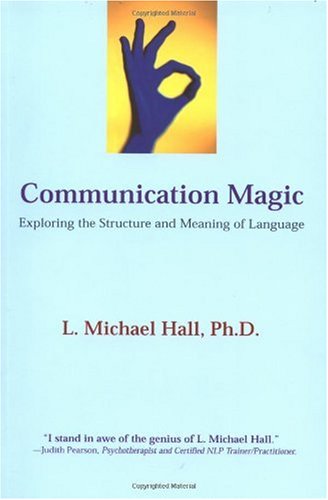 Copyrighted Material
Communication Magic
Exploring the Structure and Meaning of Language
L. Michael Hall, Ph.D.
"I stand in awe of the genius of L. Michael Hall."
—Judith Pearson, Psychotherapist and Certified NLP Trainer/Practitioner.
Copyrighted Material